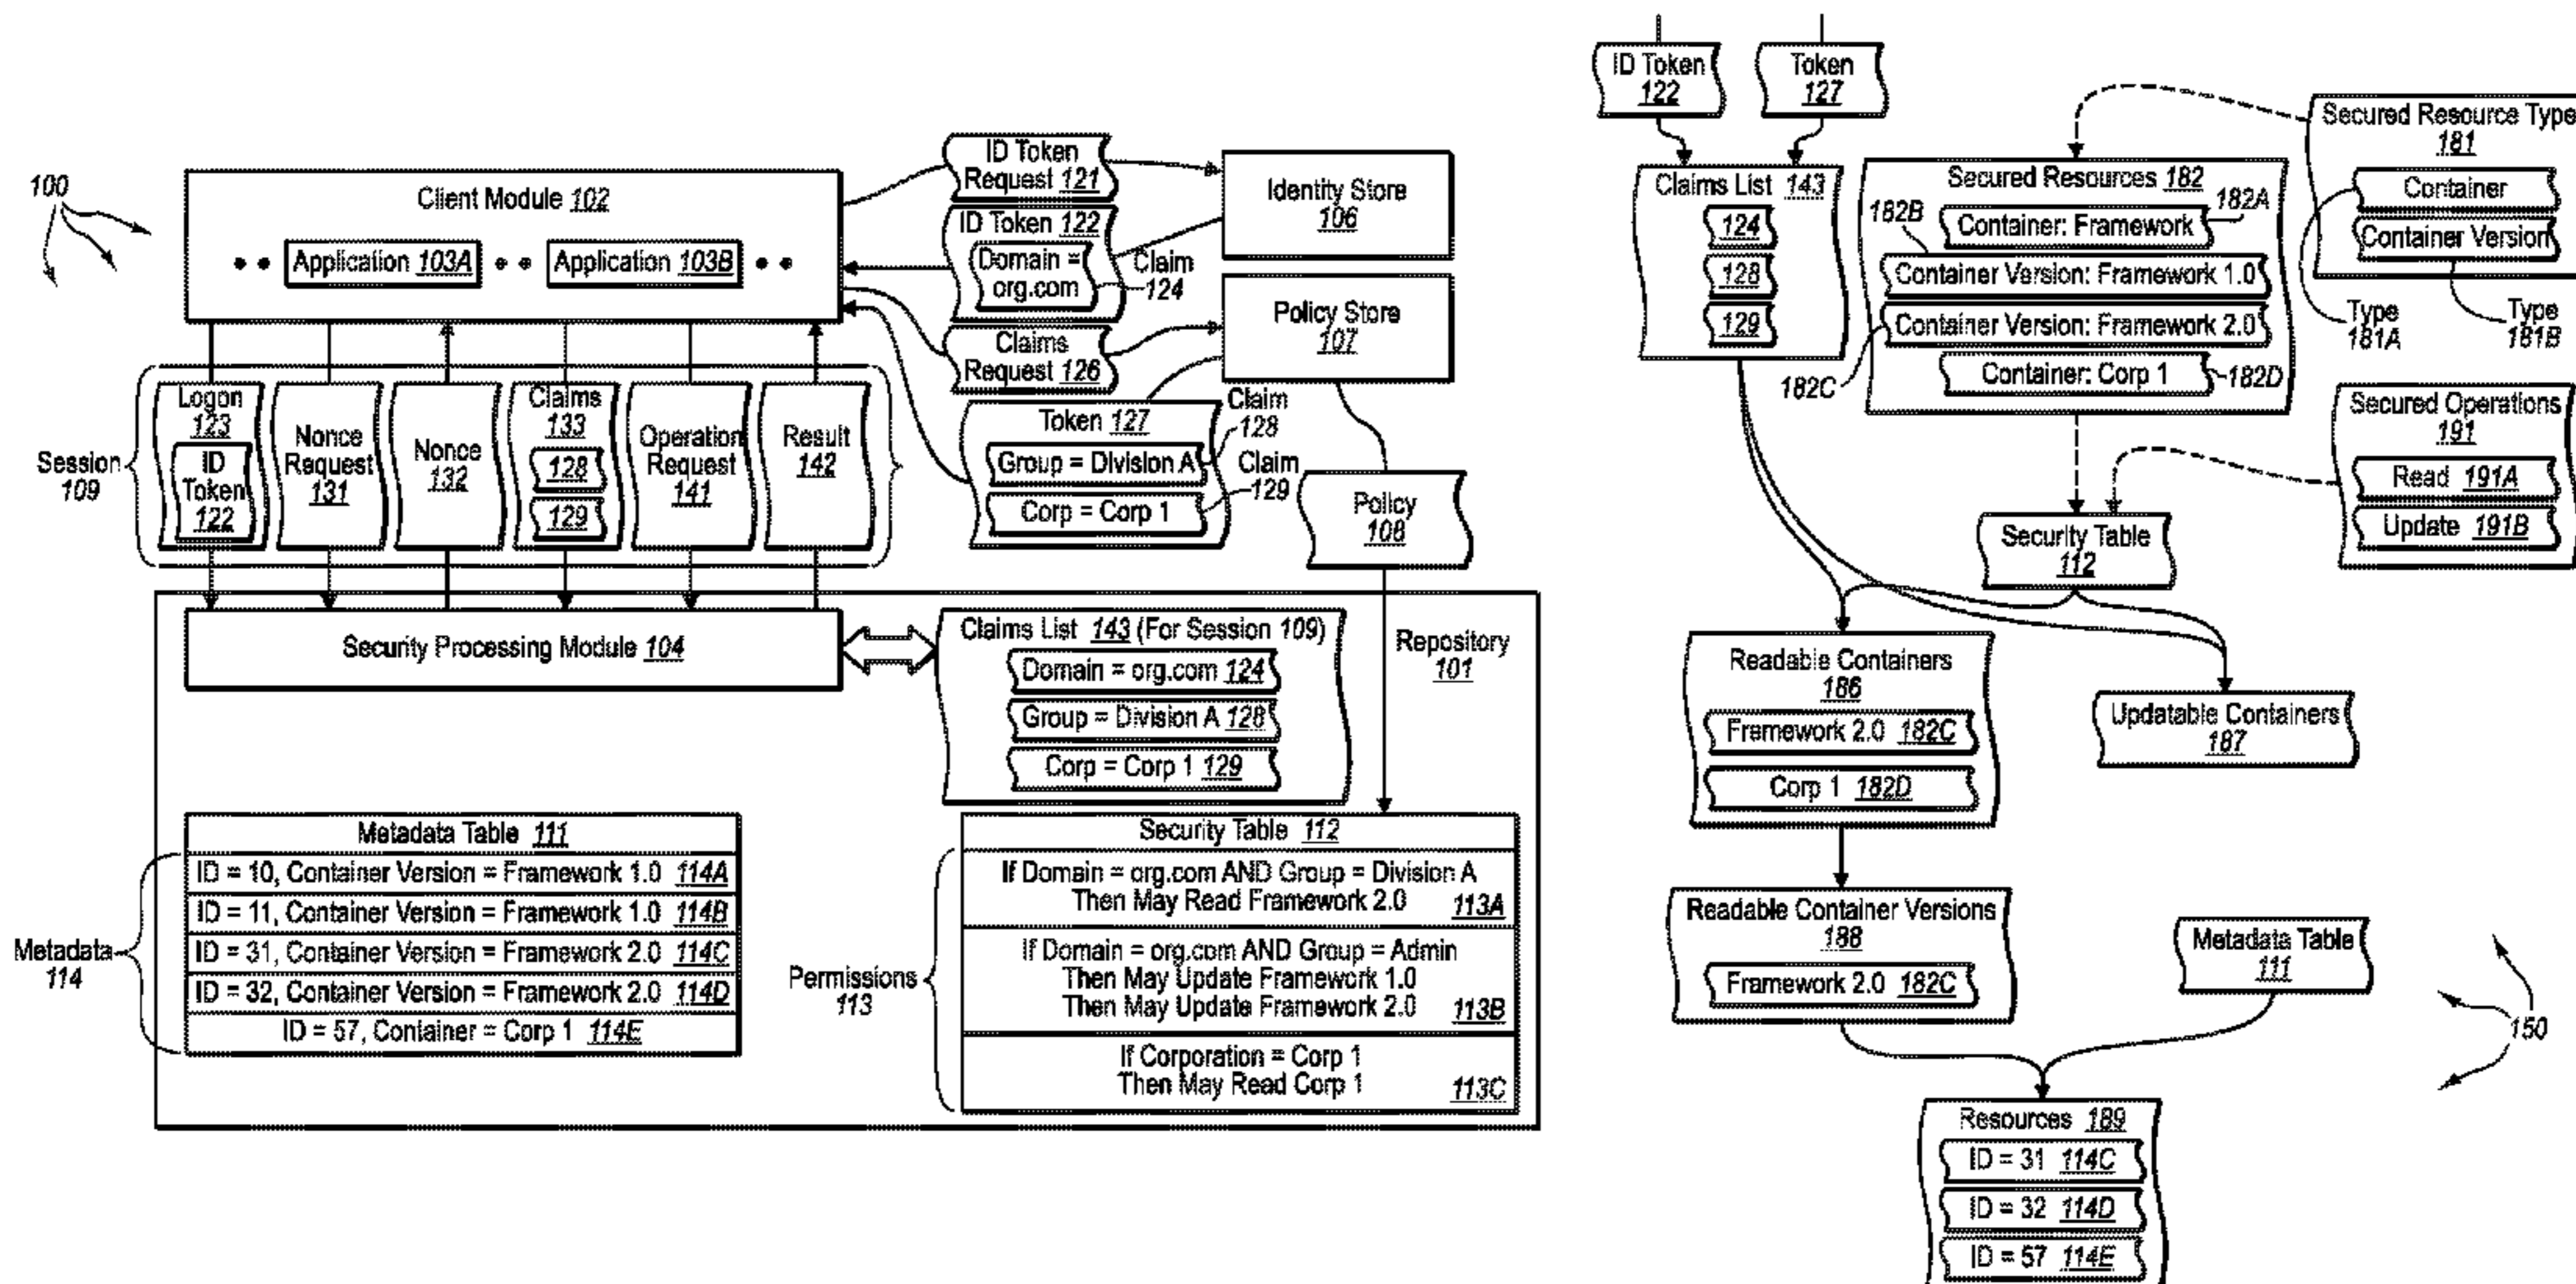 100
Client Module 102
Application 103A
Application 103B
ID Token
Request 121
ID Token 122
Domain =
org.com
Claim
124
Claims
Request 126
Identity Store
106
Policy Store
107
Token 127
Group = Division A
Corp = Corp 1
Claim
128
Claim
129
Policy
108
Session
109
Logon
123
ID
Token
122
Nonce
Request
131
Nonce
132
Claims
133
128
129
Operation
Request
141
Result
142
Security Processing Module 104
Claims List 143 (For Session 109)
Domain = org.com 124
Group = Division A 128
Corp = Corp 1 129
Repository
101
Metadata
114
Metadata Table 111
ID = 10, Container Version = Framework 1.0 114A
ID = 11, Container Version = Framework 1.0 114B
ID = 31, Container Version = Framework 2.0 114C
ID = 32, Container Version = Framework 2.0 114D
ID = 57, Container = Corp 1 114E
Permissions
113
Security Table 112
If Domain = org.com AND Group = Division A
Then May Read Framework 2.0 113A
If Domain = org.com AND Group = Admin
Then May Update Framework 1.0
Then May Update Framework 2.0 113B
If Corporation = Corp 1
Then May Read Corp 1 113C
ID Token
122
Token
127
Claims List 143
124
128
129
Secured Resources 182
182A
Container: Framework
182B
Container Version: Framework 1.0
Container Version: Framework 2.0
182C
Container: Corp 1
182D
Secured Resource Type
181
Container
Container Version
Type
181A
Type
181B
Secured Operations
191
Read 191A
Update 191B
Security Table
112
Readable Containers
186
Framework 2.0 182C
Corp 1 182D
Updatable Containers
187
Readable Container Versions
188
Framework 2.0 182C
Metadata Table
111
150
Resources 189
ID = 31 114C
ID = 32 114D
ID = 57 114E